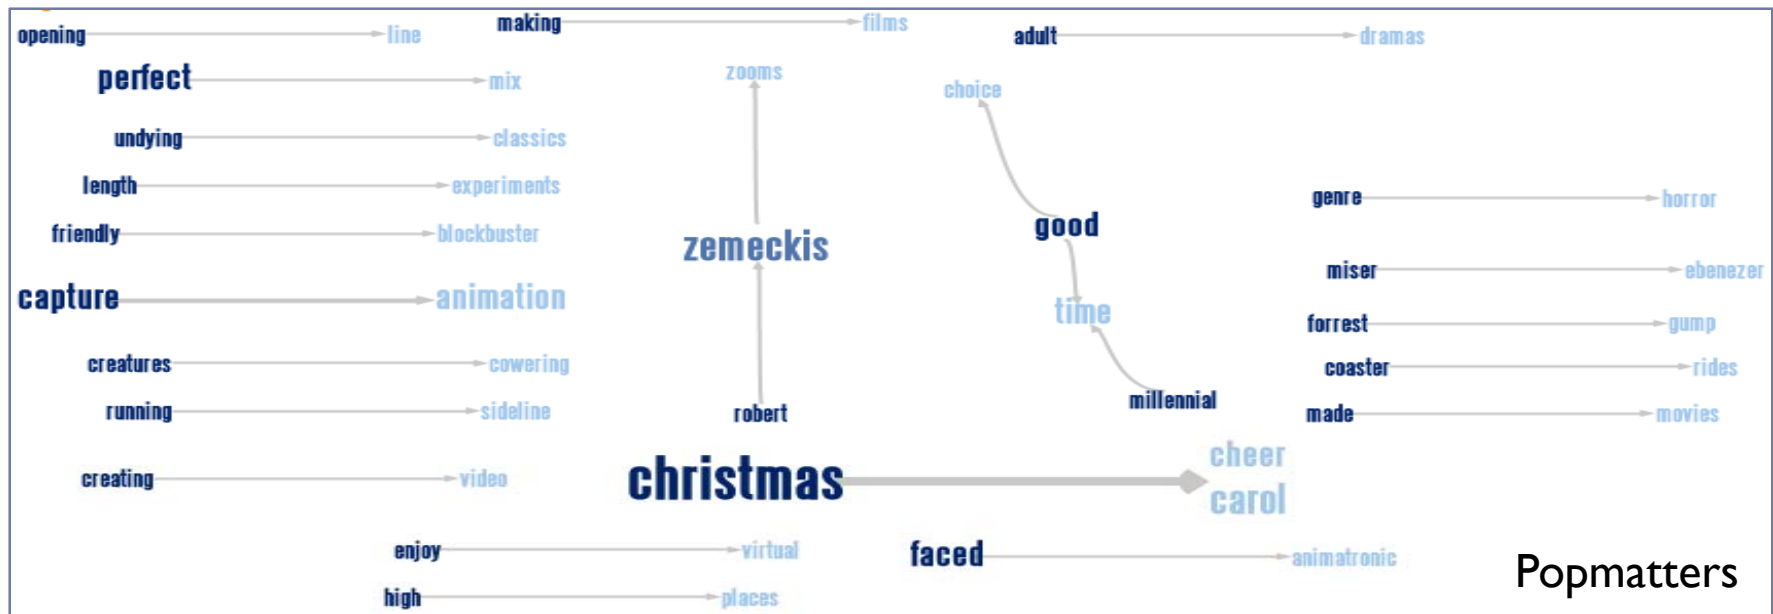 opening line
making films
adult dramas
perfect mix
zooms
choice
undying classics
length experiments
genre horror
friendly blockbuster
good
zemeckis
miser ebenezer
capture animation
time
forrest gump
creatures cowering
coaster rides
millennial
running sideline
robert
made movies
cheer
christmas
carol
creating video
enjoy virtual
faced animatronic
Popmatters
high places